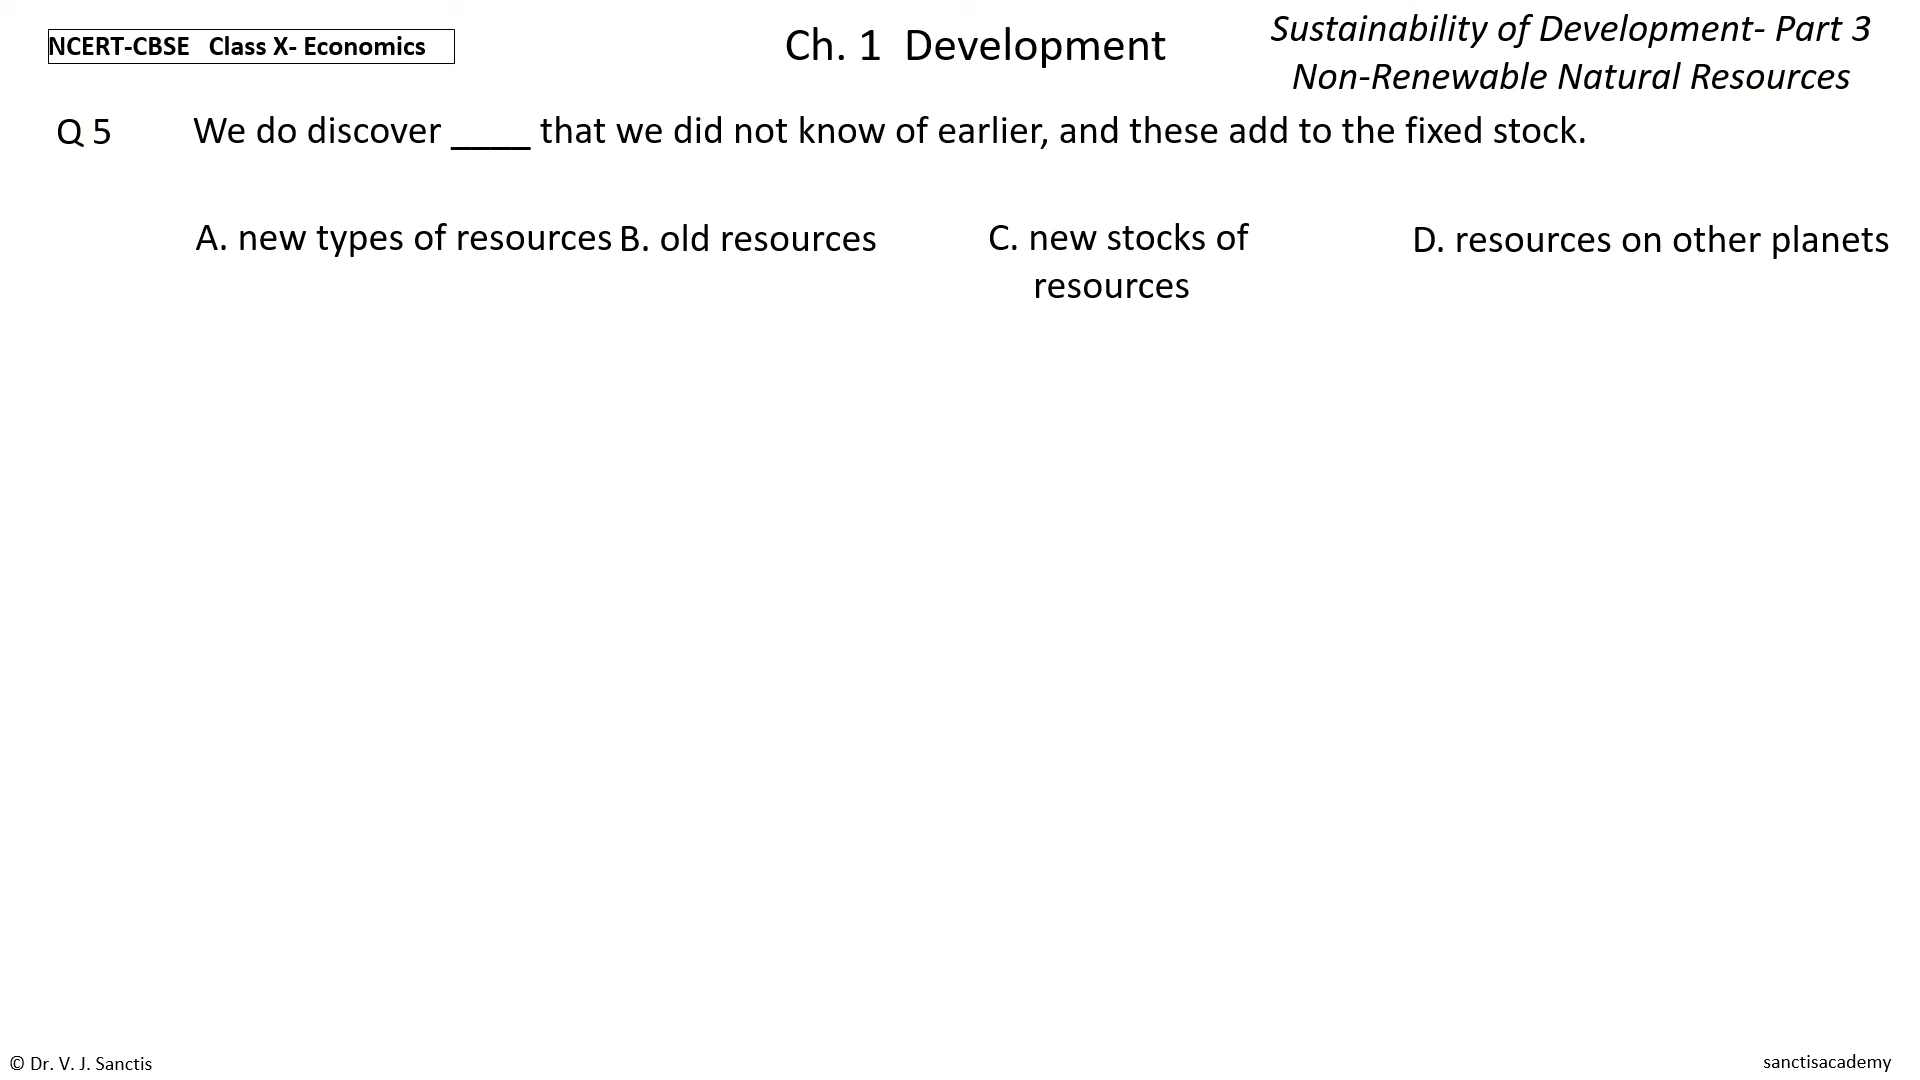 NCERT-CBSE Class X- Economics
Ch. 1 Development
Sustainability of Development- Part 3
Non-Renewable Natural Resources
Q 5 We do discover ____ that we did not know of earlier, and these add to the fixed stock.
A. new types of resources B. old resources C. new stocks of resources D. resources on other planets
© Dr. V. J. Sanctis
sanctisacademy